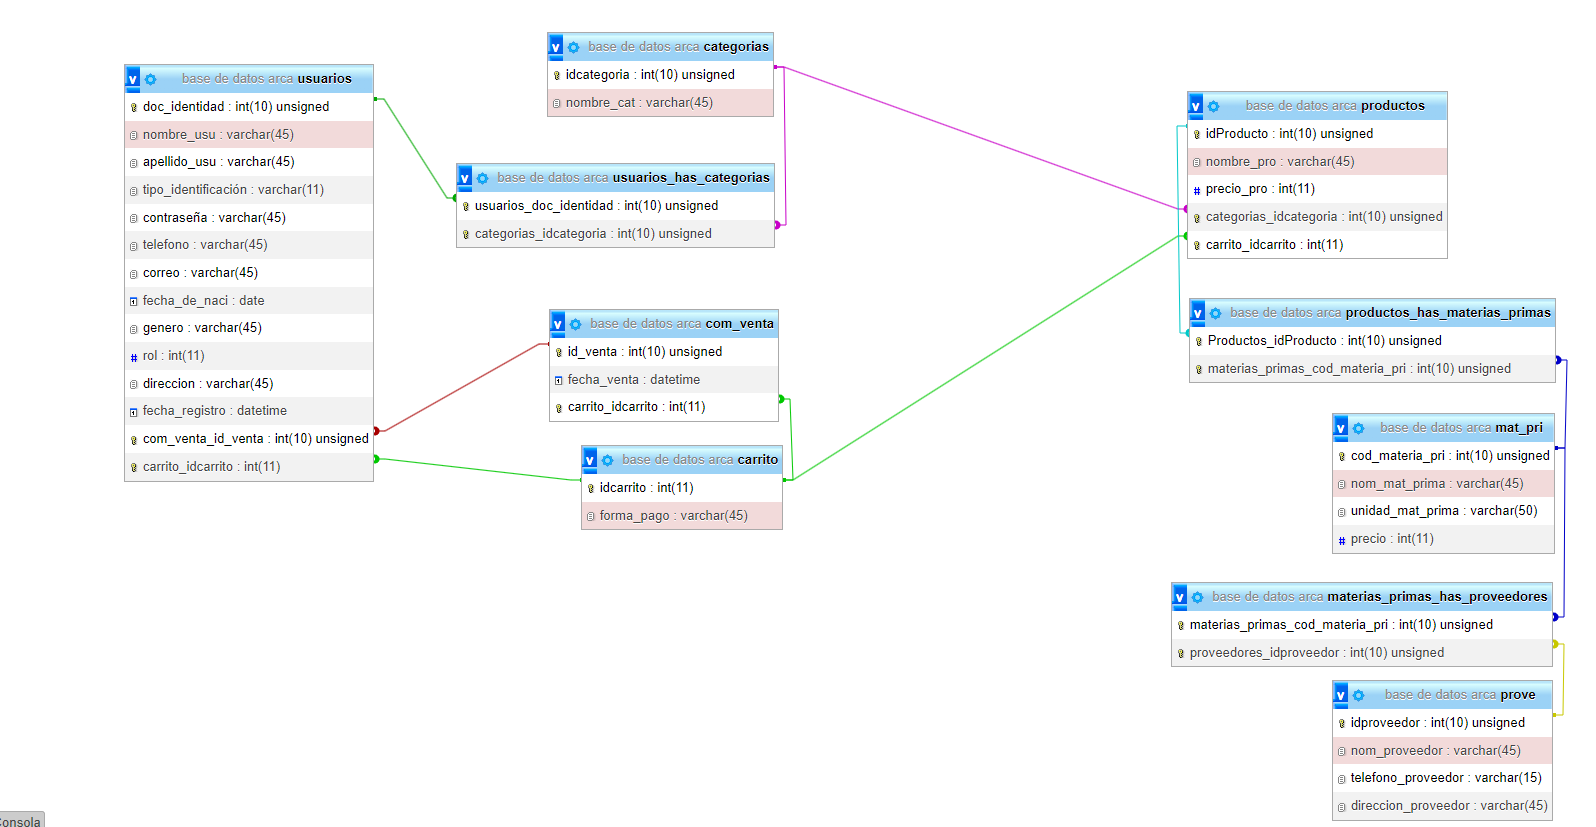 base de datos arca usuarios
doc_identidad : int(10) unsigned
nombre_usu : varchar(45)
apellido_usu : varchar(45)
tipo_identificación : varchar(11)
contraseña : varchar(45)
telefono : varchar(45)
correo : varchar(45)
fecha_de_naci : date
genero : varchar(45)
# rol : int(11)
direccion : varchar(45)
fecha_registro : datetime
com_venta_id_venta : int(10) unsigned
carrito_idcarrito : int(11)
base de datos arca categorias
idcategoria : int(10) unsigned
nombre_cat : varchar(45)
base de datos arca usuarios_has_categorias
usuarios_doc_identidad : int(10) unsigned
categorias_idcategoria : int(10) unsigned
base de datos arca com_venta
id_venta : int(10) unsigned
fecha_venta : datetime
carrito_idcarrito : int(11)
base de datos arca carrito
idcarrito : int(11)
forma_pago : varchar(45)
base de datos arca productos
idProducto : int(10) unsigned
nombre_pro : varchar(45)
# precio_pro : int(11)
categorias_idcategoria : int(10) unsigned
carrito_idcarrito : int(11)
base de datos arca productos_has_materias_primas
Productos_idProducto : int(10) unsigned
materias_primas_cod_materia_pri : int(10) unsigned
base de datos arca mat_pri
cod_materia_pri : int(10) unsigned
nom_mat_prima : varchar(45)
unidad_mat_prima : varchar(50)
# precio : int(11)
base de datos arca materias_primas_has_proveedores
materias_primas_cod_materia_pri : int(10) unsigned
proveedores_idproveedor : int(10) unsigned
base de datos arca prove
idproveedor : int(10) unsigned
nom_proveedor : varchar(45)
telefono_proveedor : varchar(15)
direccion_proveedor : varchar(45)
Consola